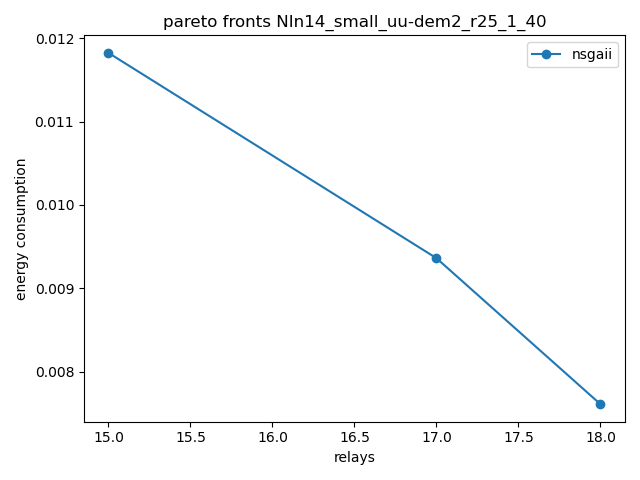 pareto fronts NIn14_small_uu-dem2_r25_1_40
nsgaii
energy consumption
0.012
0.011
0.010
0.009
0.008
15.0 15.5 16.0 16.5 17.0 17.5 18.0
relays